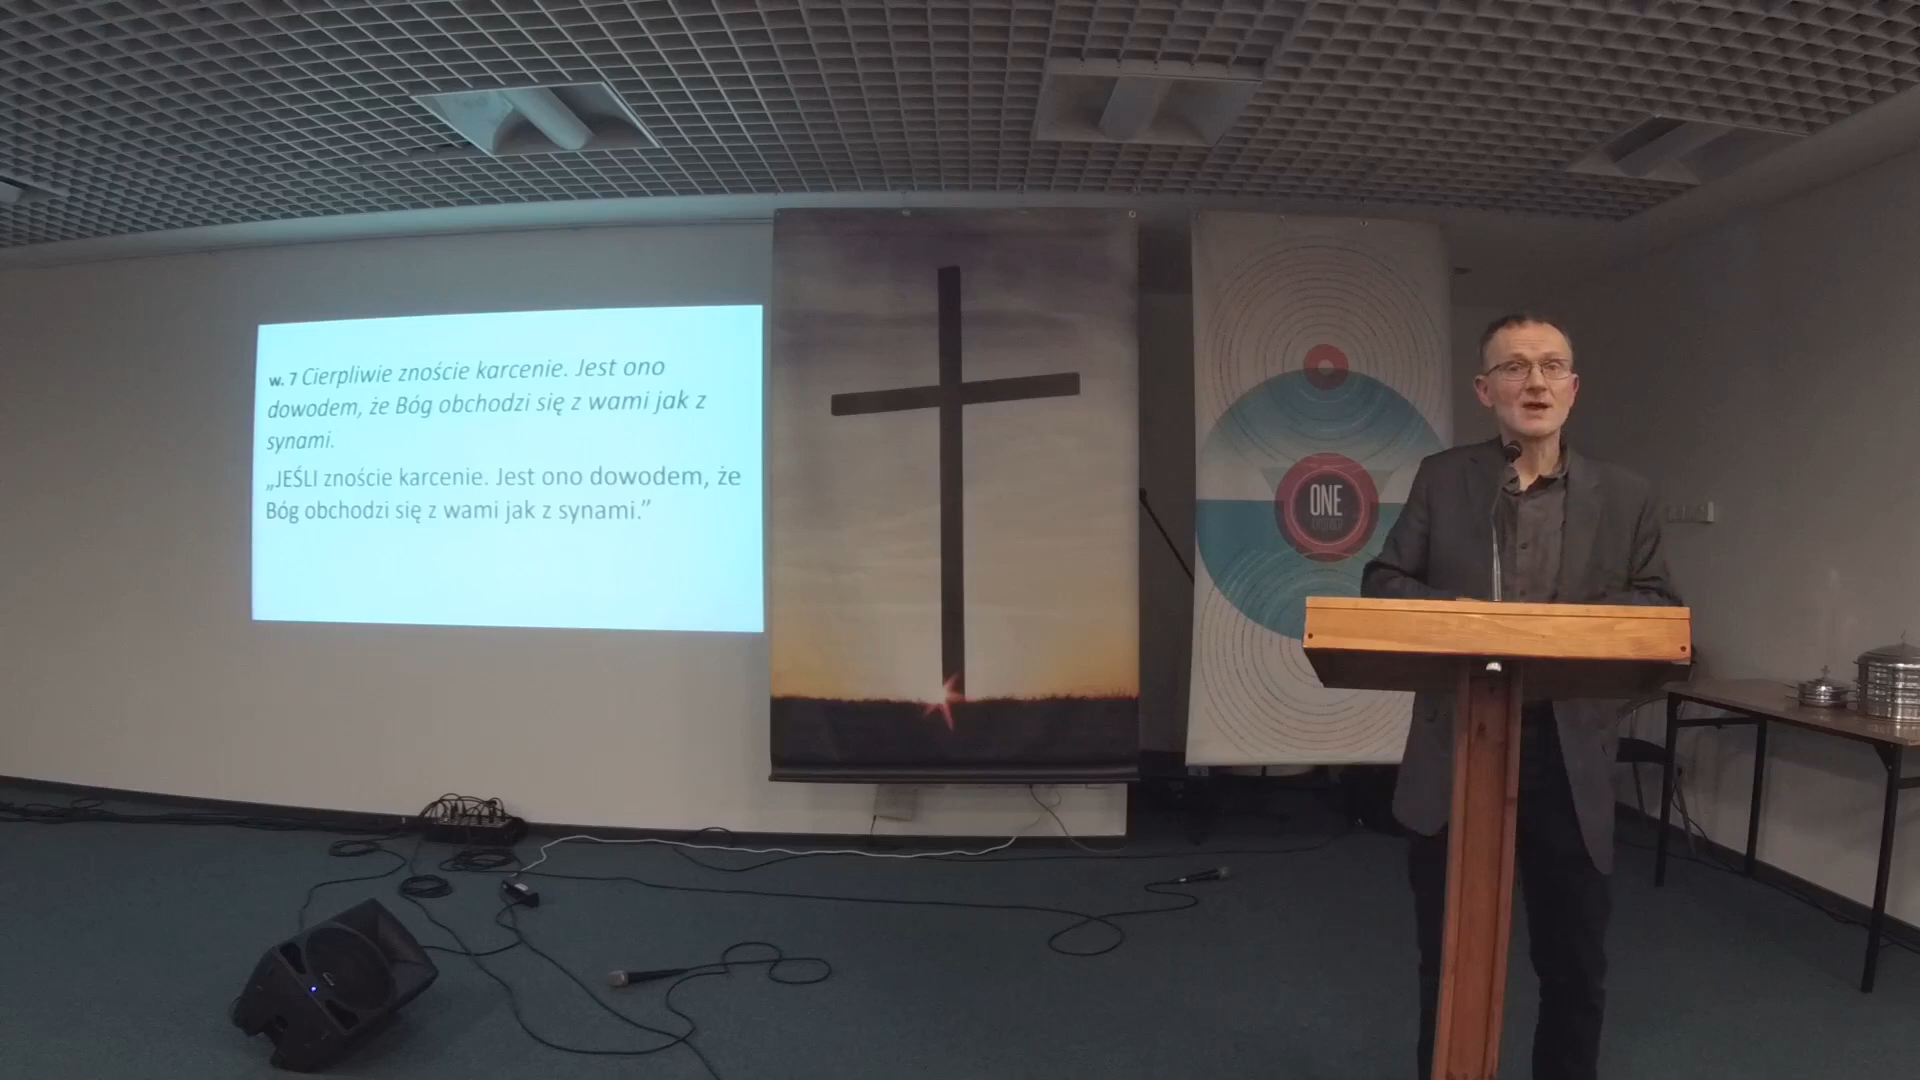 w. 7 Cierpliwie znoście karcenie. Jest ono
dowodem, że Bóg obchodzi się z wami jak z
synami.
„JEŚLI znoście karcenie. Jest ono dowodem, że
Bóg obchodzi się z wami jak z synami.”
ONE